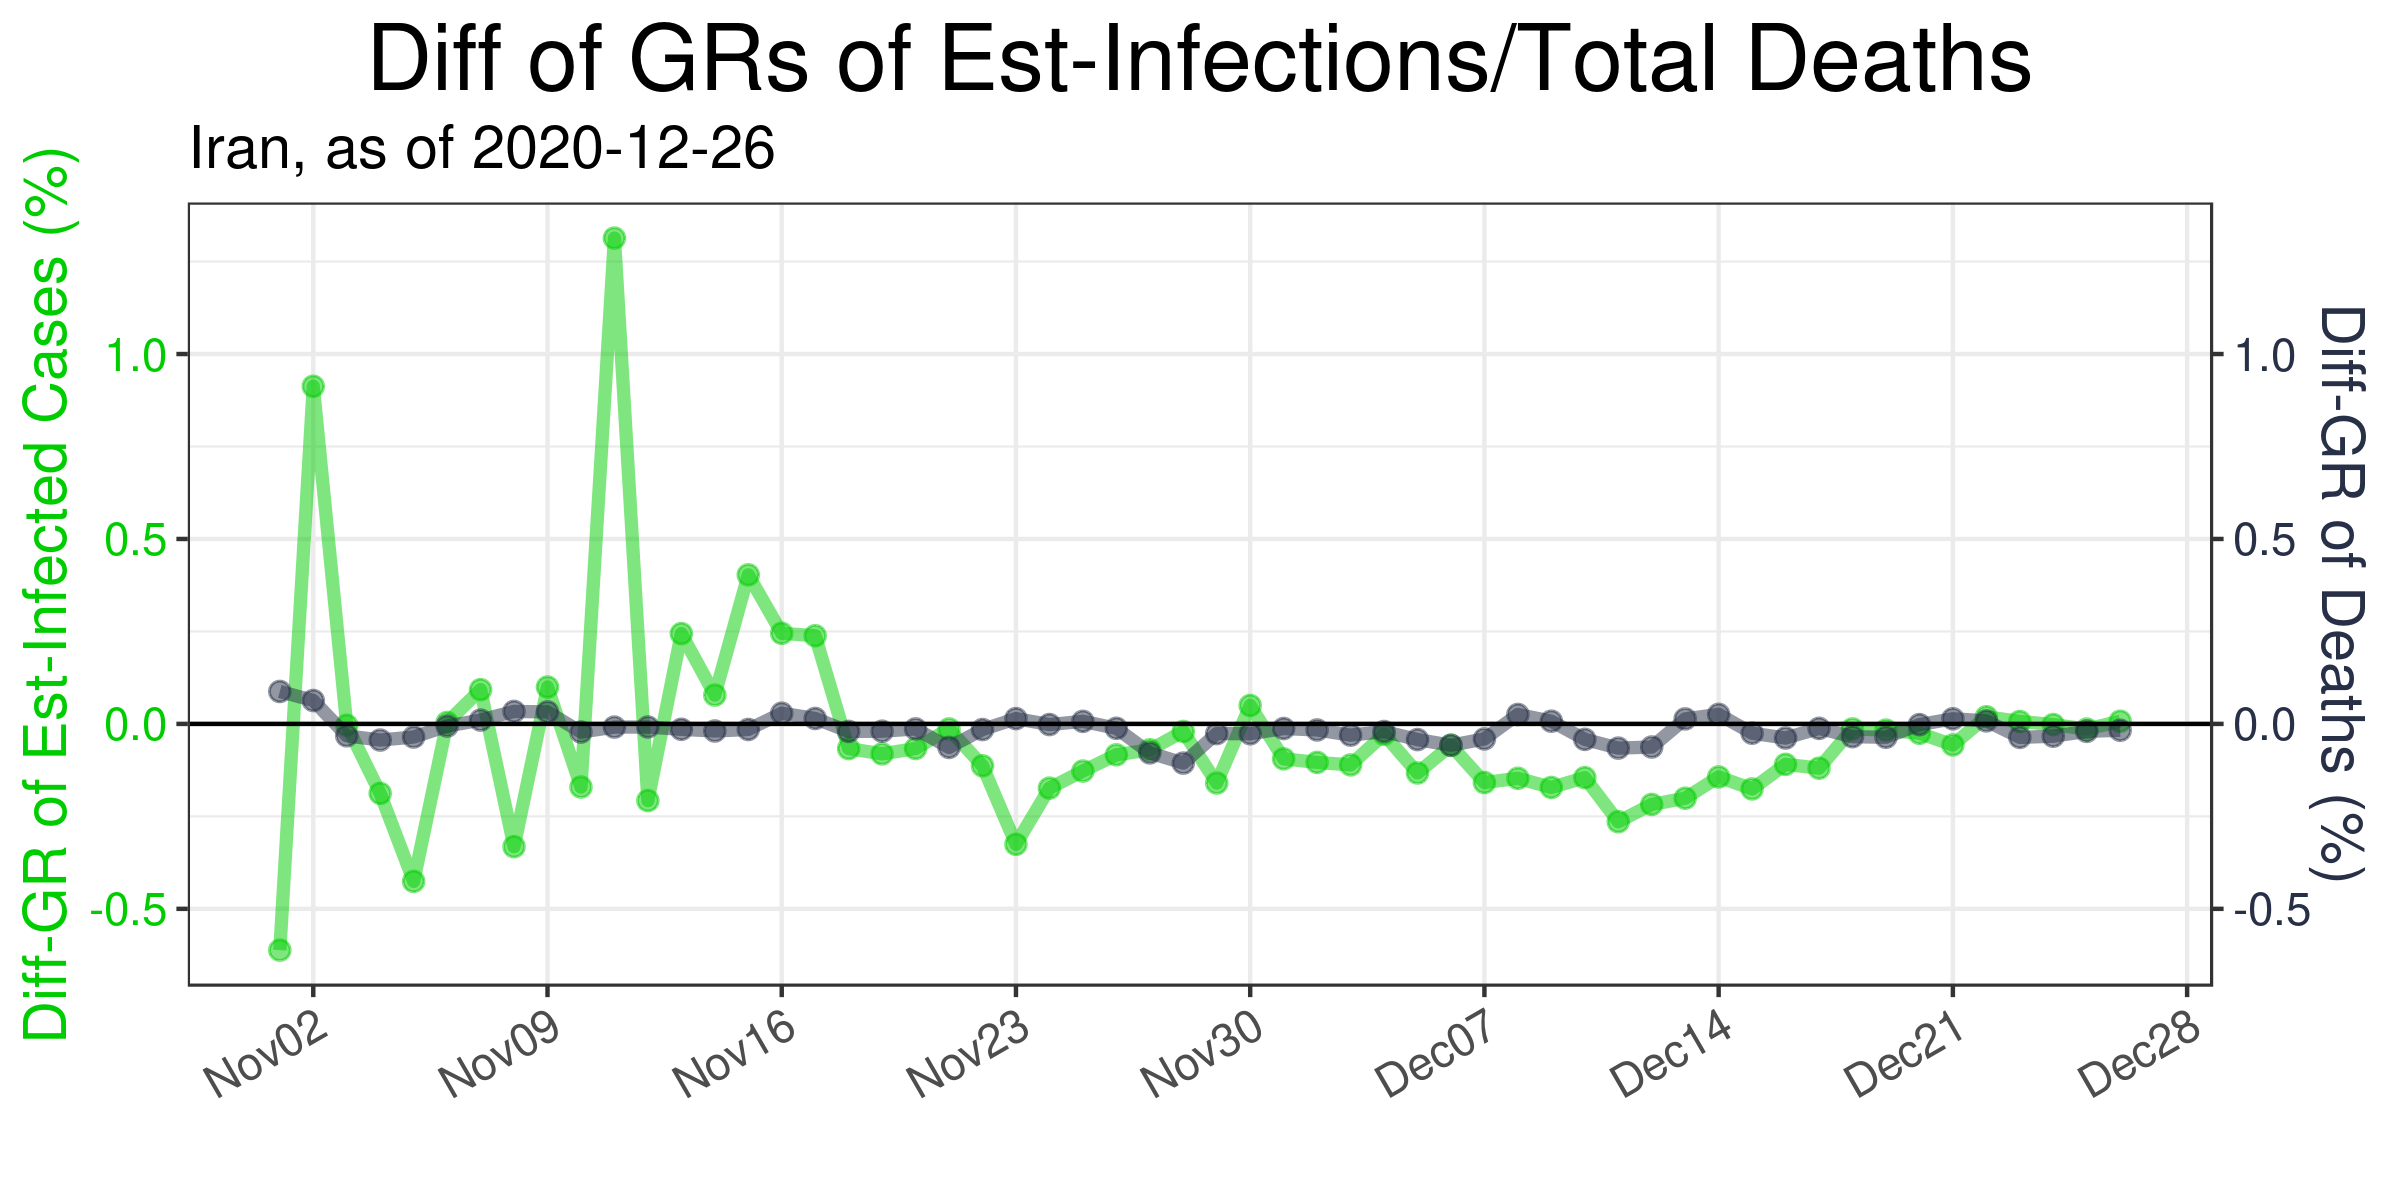 Diff of GRs of Est-Infections/Total Deaths
Iran, as of 2020-12-26
Diff-GR of Est-Infected Cases (%)
1.0
0.5
0.0
-0.5
1.0
0.5
0.0
-0.5
Diff-GR of Deaths (%)
Nov02 Nov09 Nov16 Nov23 Nov30 Dec07 Dec14 Dec21 Dec28